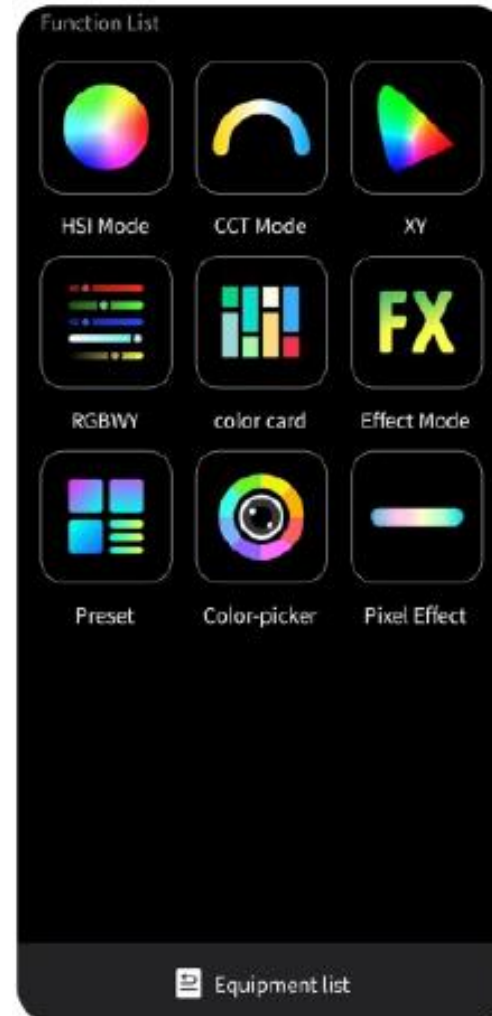 Function List
HSI Mode CCT Mode XY
FX
RGBWY color card Effect Mode
Preset Color-picker Pixel Effect
Equipment list